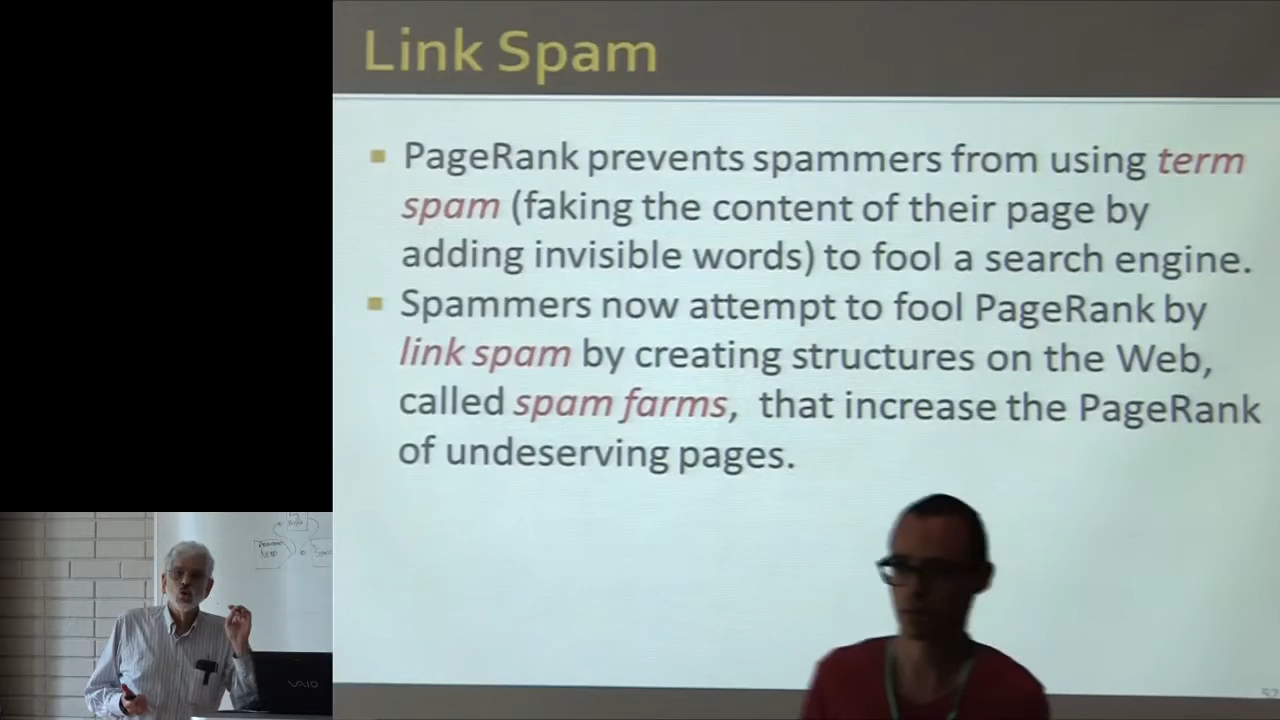 Link Spam
PageRank prevents spammers from using term
spam (faking the content of their page by
adding invisible words) to fool a search engine.
Spammers now attempt to fool PageRank by
link spam by creating structures on the Web,
called spam farms, that increase the PageRank
of undeserving pages.
VAIO